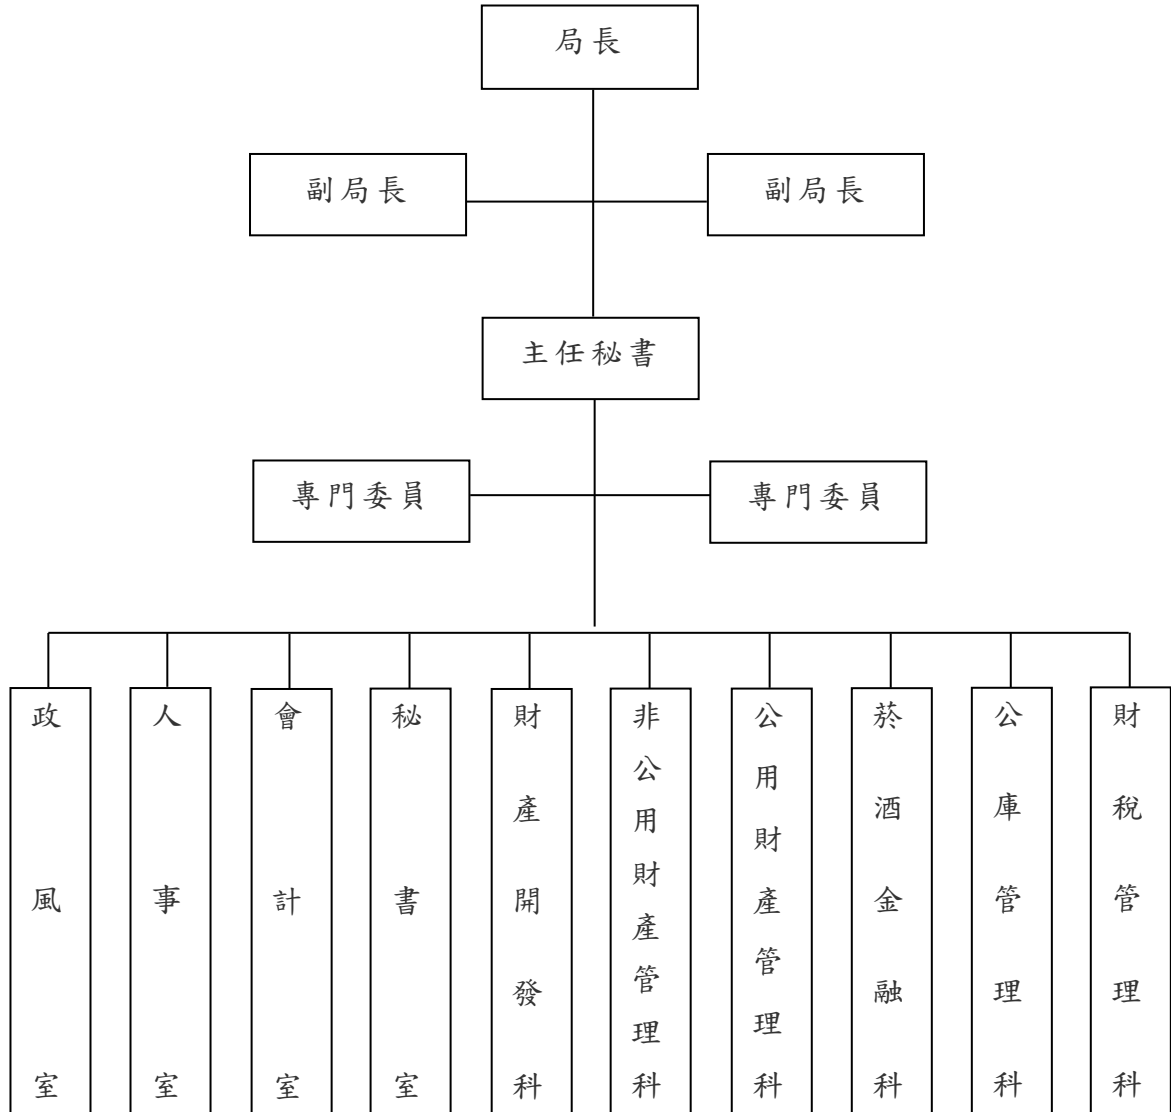 局長
副局長
副局長
主任秘書
專門委員
專門委員
政風室
人事室
會計室
秘書室
財產開發科
非公用財產管理科
公用財產管理科
菸酒金融科
公庫管理科
財稅管理科